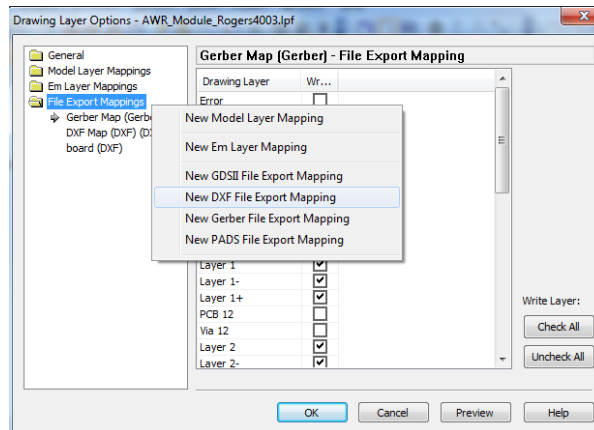 Drawing Layer Options - AWR_Module_Rogers4003.lpf
General
Model Layer Mappings
Em Layer Mappings
File Export Mappings
Gerber Map (Gerb
DXF Map (DXF) (D
board (DXF)
Gerber Map (Gerber) - File Export Mapping
Drawing Layer Wr...
Error
New Model Layer Mapping
New Em Layer Mapping
New GDSII File Export Mapping
New DXF File Export Mapping
New Gerber File Export Mapping
New PADS File Export Mapping
Layer 1
Layer 1-
Layer 1+
PCB 12
Via 12
Layer 2
Layer 2-
Write Layer:
Check All
Uncheck All
OK Cancel Preview Help